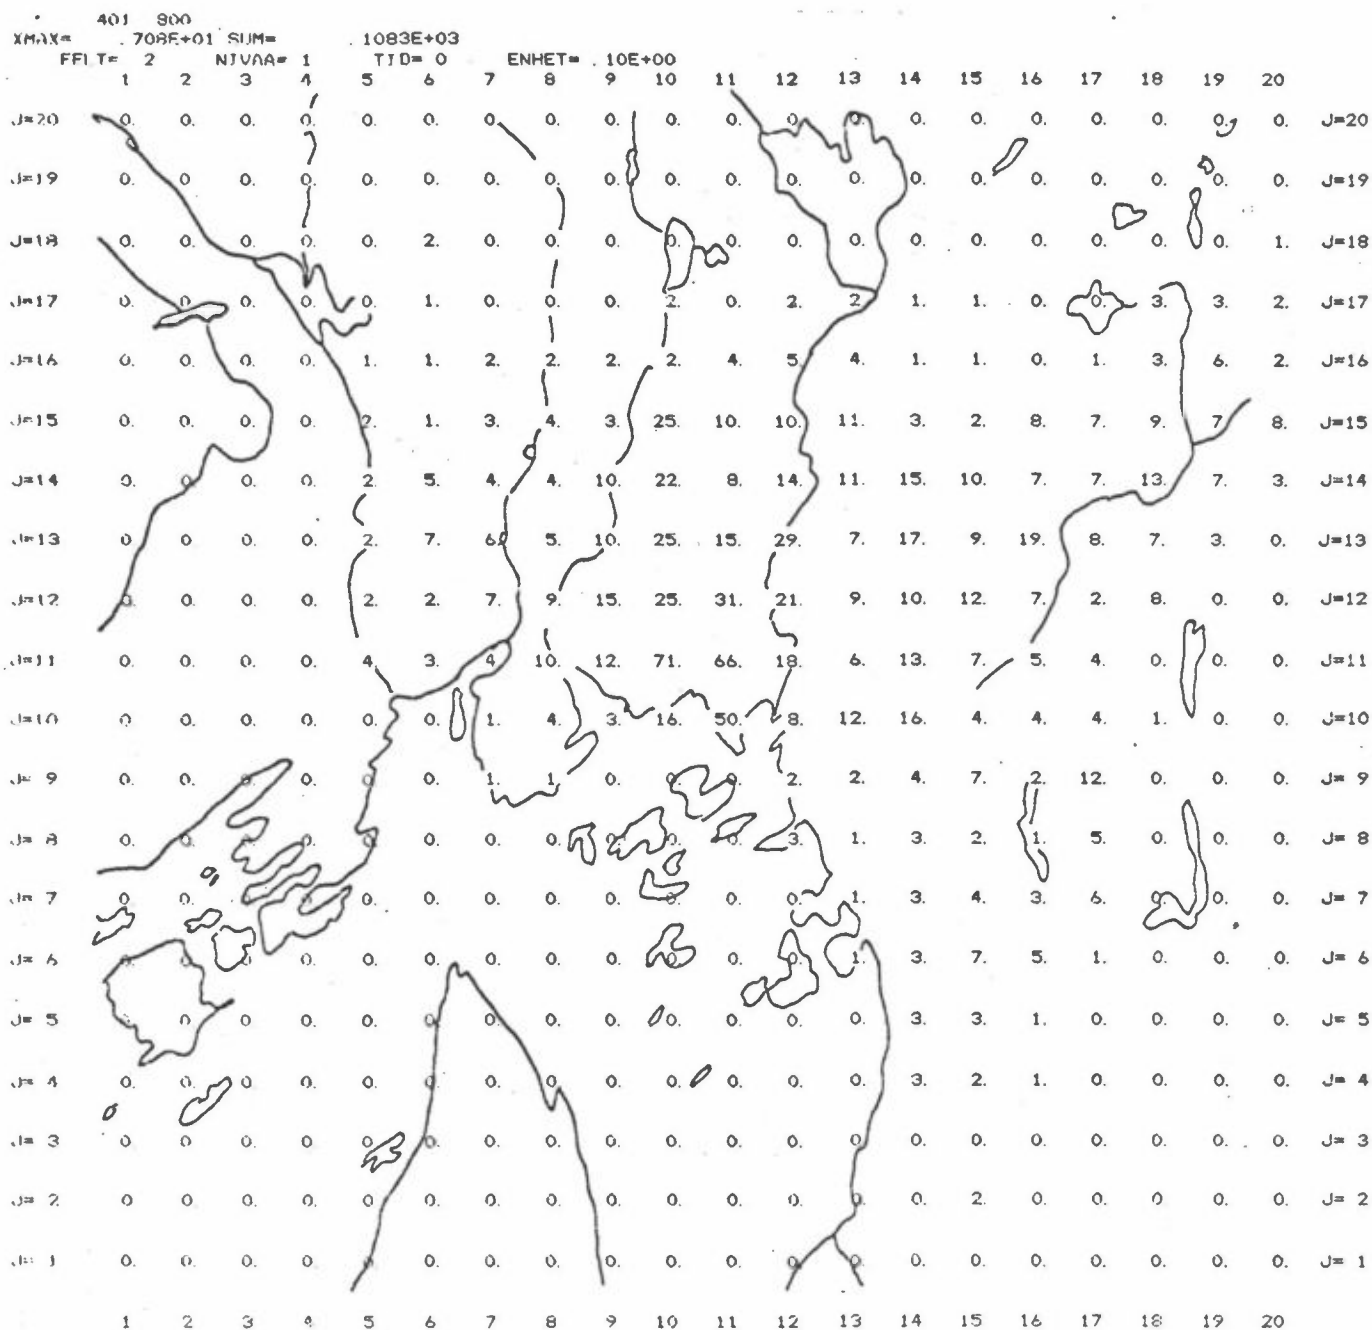 401 800
XMAX= .708E+01 SUM= .1083E+03
FELT= 2 NIVAA= 1 TID= 0 ENHET= .10E+00
1 2 3 4 5 6 7 8 9 10 11 12 13 14 15 16 17 18 19 20
J=20 0. 0. 0. 0. 0. 0. 0. 0. 0. 0. 0. 0. 0. 0. 0. 0. 0. 0. 0. 0. J=20
J=19 0. 0. 0. 0. 0. 0. 0. 0. 0. 0. 0. 0. 0. 0. 0. 0. 0. 0. 0. 0. J=19
J=18 0. 0. 0. 0. 0. 2. 0. 0. 0. 0. 0. 0. 0. 0. 0. 0. 0. 0. 0. 1. J=18
J=17 0. 0. 0. 0. 0. 1. 0. 0. 0. 2. 0. 2. 2. 1. 1. 0. 0. 3. 3. 2. J=17
J=16 0. 0. 0. 0. 1. 1. 2. 2. 2. 2. 4. 5. 4. 1. 1. 0. 1. 3. 6. 2. J=16
J=15 0. 0. 0. 0. 2. 1. 3. 4. 3. 25. 10. 10. 11. 3. 2. 8. 7. 9. 7. 8. J=15
J=14 0. 0. 0. 0. 2. 5. 4. 4. 10. 22. 8. 14. 11. 15. 10. 7. 7. 13. 7. 3. J=14
J=13 0. 0. 0. 0. 2. 7. 6. 5. 10. 25. 15. 29. 7. 17. 9. 19. 8. 7. 3. 0. J=13
J=12 0. 0. 0. 0. 2. 2. 7. 9. 15. 25. 31. 21. 9. 10. 12. 7. 2. 8. 0. 0. J=12
J=11 0. 0. 0. 0. 4. 3. 4. 10. 12. 71. 66. 18. 6. 13. 7. 5. 4. 0. 0. 0. J=11
J=10 0. 0. 0. 0. 0. 0. 1. 4. 3. 16. 50. 8. 12. 16. 4. 4. 4. 1. 0. 0. J=10
J= 9 0. 0. 0. 0. 0. 0. 1. 1. 0. 0. 0. 2. 2. 4. 7. 2. 12. 0. 0. 0. J= 9
J= 8 0. 0. 0. 0. 0. 0. 0. 0. 0. 0. 0. 3. 1. 3. 2. 1. 5. 0. 0. 0. J= 8
J= 7 0. 0. 0. 0. 0. 0. 0. 0. 0. 0. 0. 0. 1. 3. 4. 3. 6. 0. 0. 0. J= 7
J= 6 0. 0. 0. 0. 0. 0. 0. 0. 0. 0. 0. 0. 1. 3. 7. 5. 1. 0. 0. 0. J= 6
J= 5 0. 0. 0. 0. 0. 0. 0. 0. 0. 0. 0. 0. 0. 3. 3. 1. 0. 0. 0. 0. J= 5
J= 4 0. 0. 0. 0. 0. 0. 0. 0. 0. 0. 0. 0. 0. 3. 2. 1. 0. 0. 0. 0. J= 4
J= 3 0. 0. 0. 0. 0. 0. 0. 0. 0. 0. 0. 0. 0. 0. 0. 0. 0. 0. 0. 0. J= 3
J= 2 0. 0. 0. 0. 0. 0. 0. 0. 0. 0. 0. 0. 0. 0. 2. 0. 0. 0. 0. 0. J= 2
J= 1 0. 0. 0. 0. 0. 0. 0. 0. 0. 0. 0. 0. 0. 0. 0. 0. 0. 0. 0. 0. J= 1
1 2 3 4 5 6 7 8 9 10 11 12 13 14 15 16 17 18 19 20